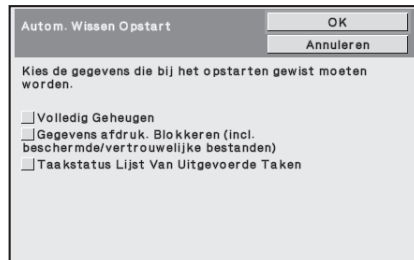 Autom. Wissen Opstart
OK
Annuleren
Kies de gegevens die bij het opstarten gewist moeten
worden.
Volledig Geheugen
Gegevens afdruk. Blokkeren (incl.
beschermde/vertrouwelijke bestanden)
Taakstatus Lijst Van Uitgevoerde Taken